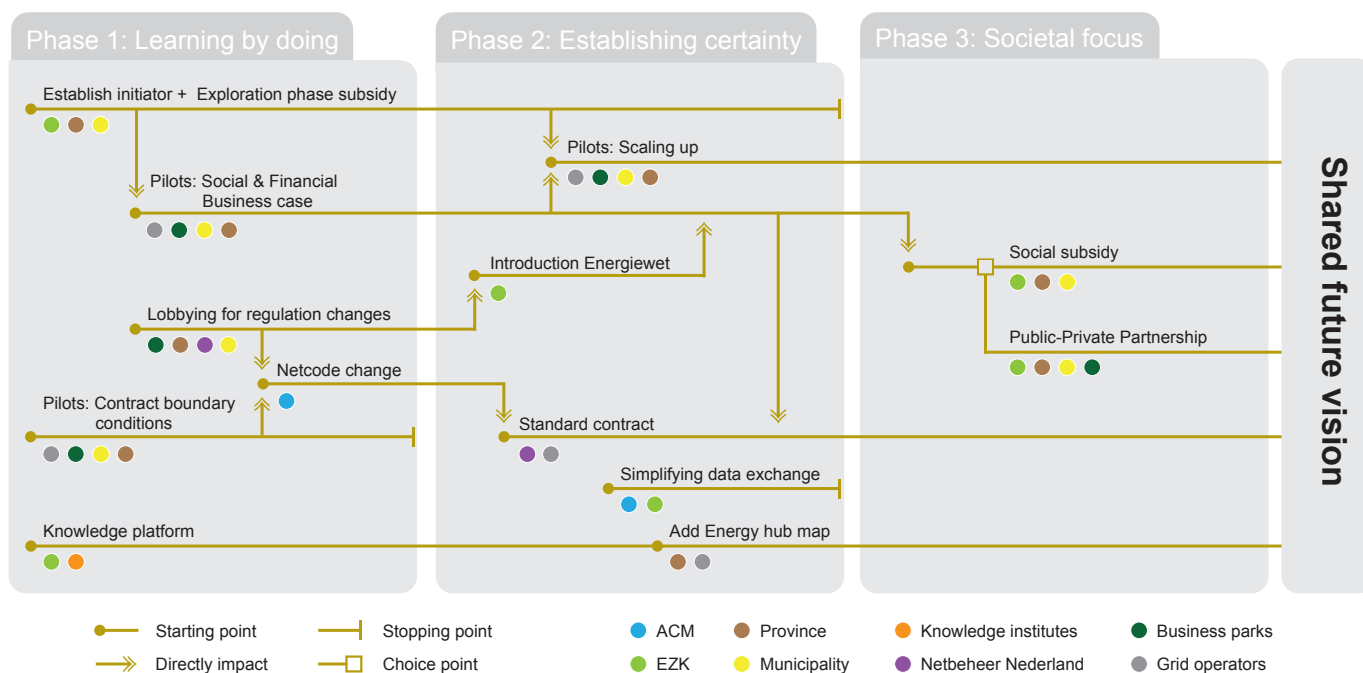 Phase 1: Learning by doing
Phase 2: Establishing certainty
Phase 3: Societal focus
Establish initiator + Exploration phase subsidy
Pilots: Scaling up
Pilots: Social & Financial
Business case
Social subsidy
Introduction Energiewet
Lobbying for regulation changes
Public-Private Partnership
Netcode change
Pilots: Contract boundary
conditions
Standard contract
Simplifying data exchange
Knowledge platform
Add Energy hub map
Shared future vision
Starting point
Stopping point
ACM
Province
Knowledge institutes
Business parks
Directly impact
Choice point
EZK
Municipality
Netbeheer Nederland
Grid operators